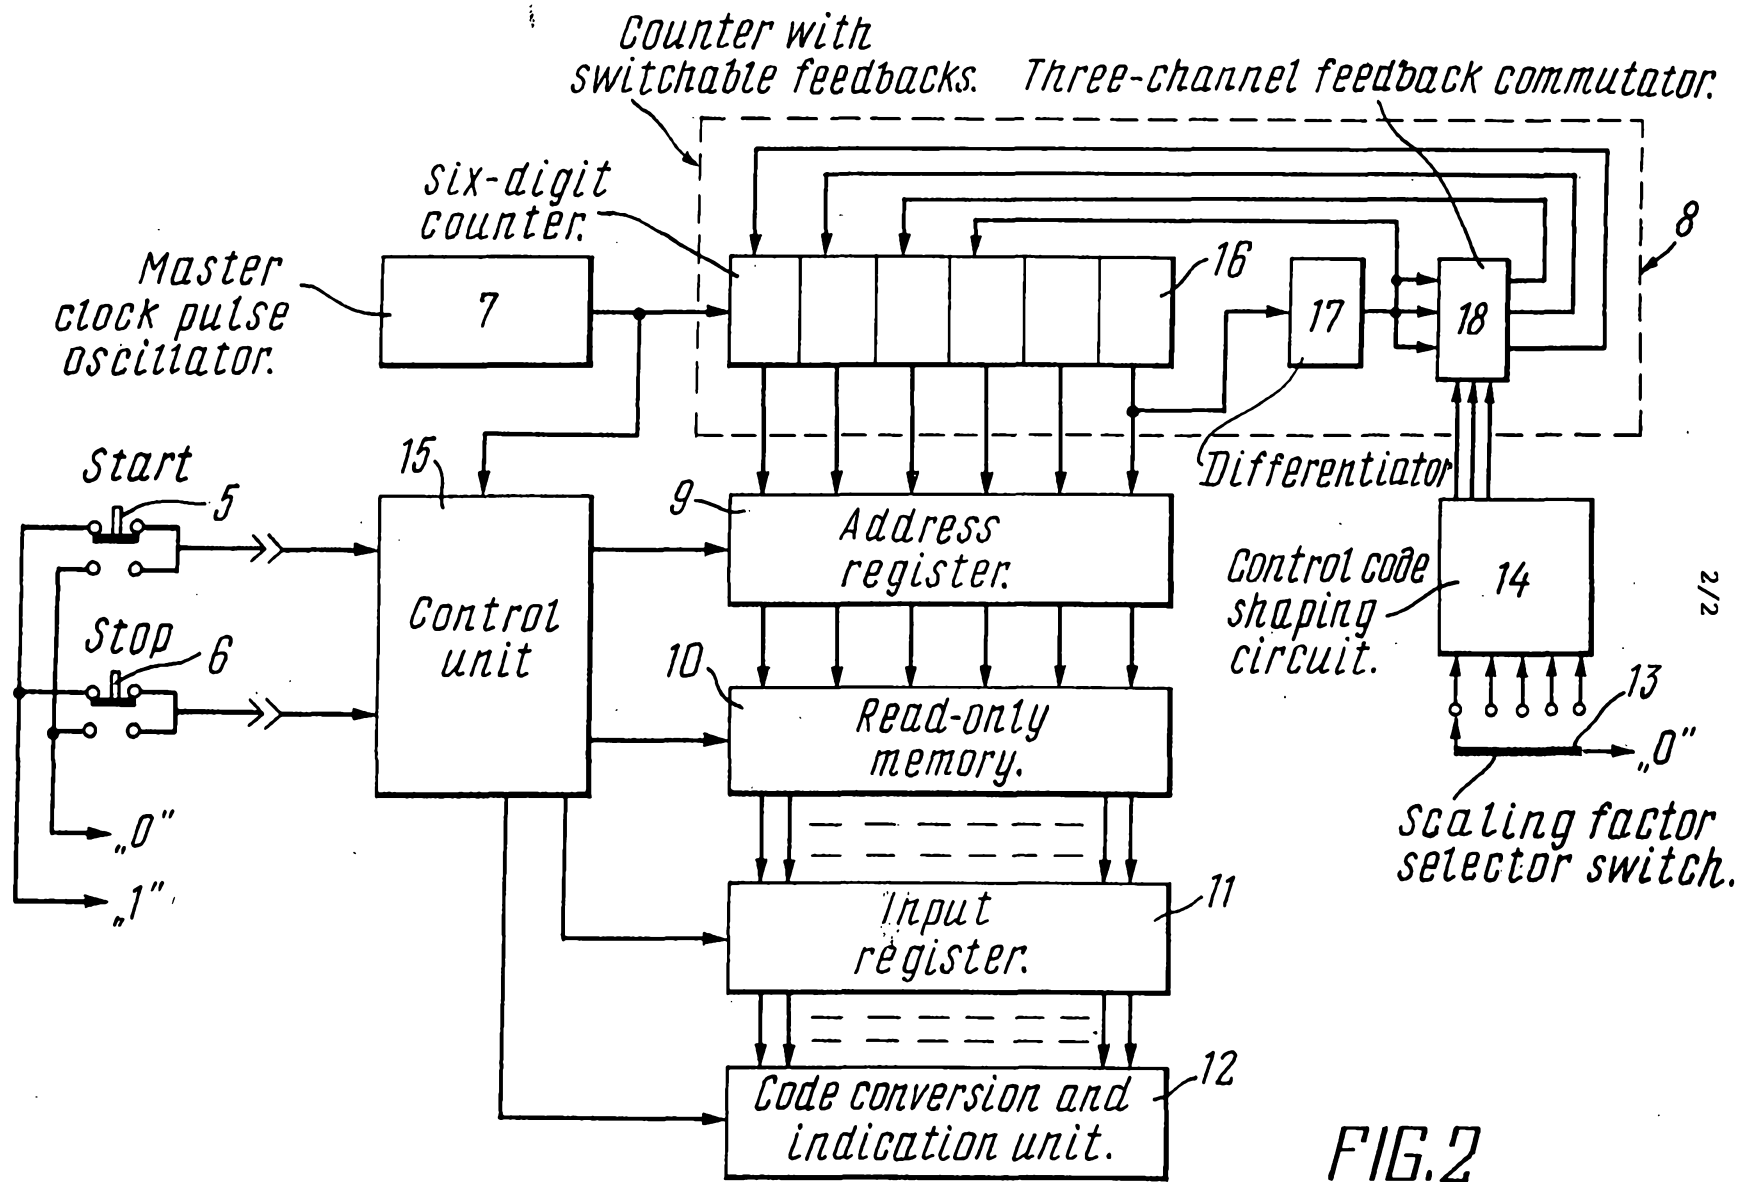 Counter with
switchable feedbacks.
Three-channel feedback commutator.
six-digit
counter.
8
16
Master
clock pulse
oscillator.
7
17
18
Differentiator
Start
5
15
9
Address
register.
Control code
shaping
circuit.
14
2/2
Control
unit
Stop
6
10
Read-only
memory.
13
„0”
„0”
„1”
scaling factor
selector switch.
11
Input
register.
12
Code conversion and
indication unit.
FIG.2